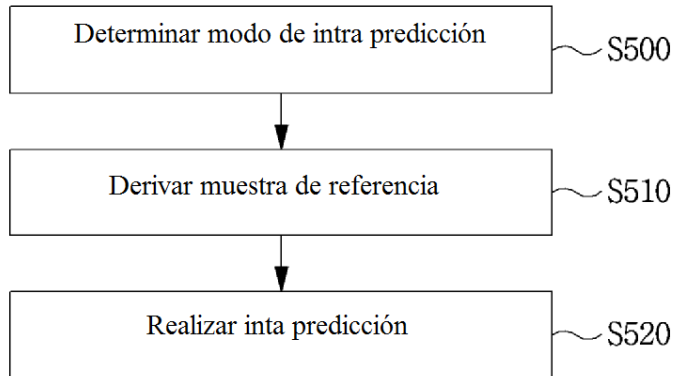 Determinar modo de intra predicción
S500
Derivar muestra de referencia
S510
Realizar inta predicción
S520